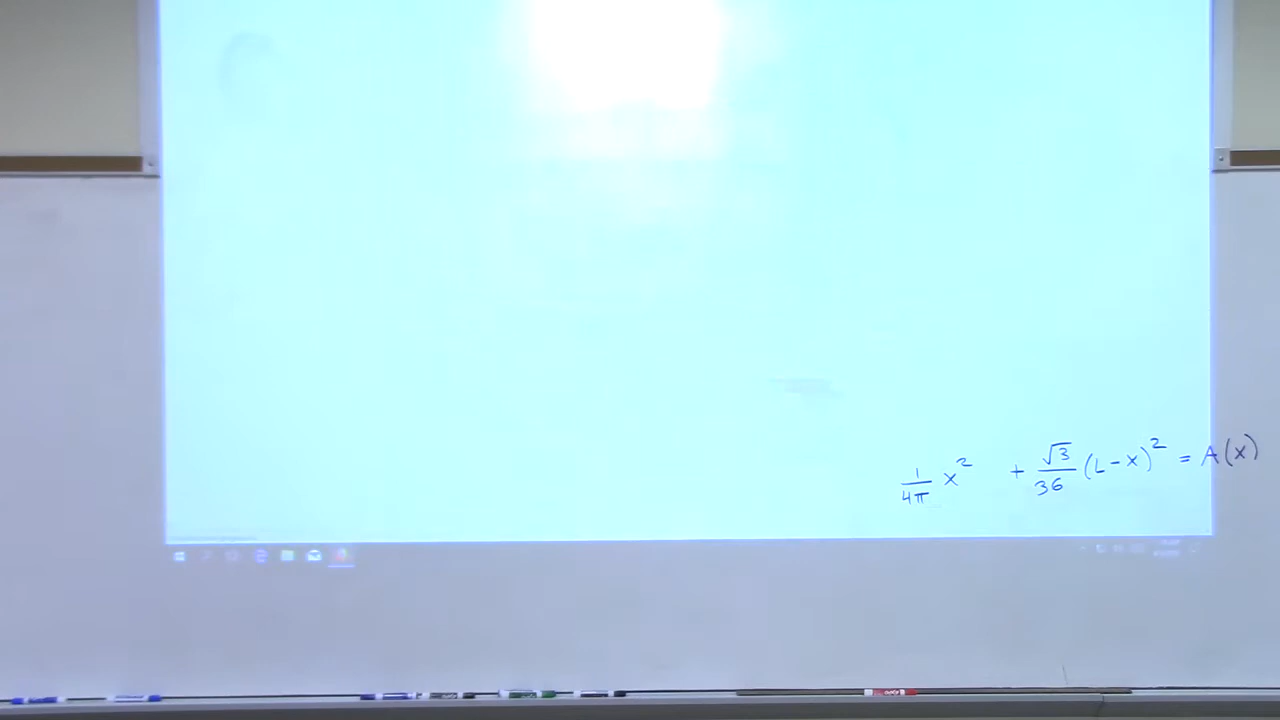 1/4π x² + √3/36 (L-x)² = A(x)